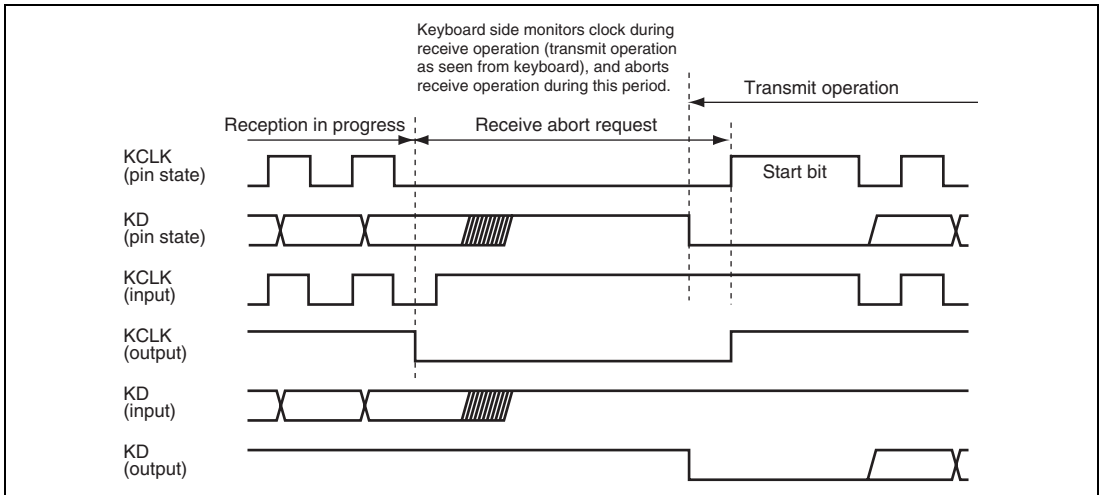 Keyboard side monitors clock during
receive operation (transmit operation
as seen from keyboard), and aborts
receive operation during this period.
Transmit operation
Reception in progress
Receive abort request
KCLK
(pin state)
Start bit
KD
(pin state)
KCLK
(input)
KCLK
(output)
KD
(input)
KD
(output)